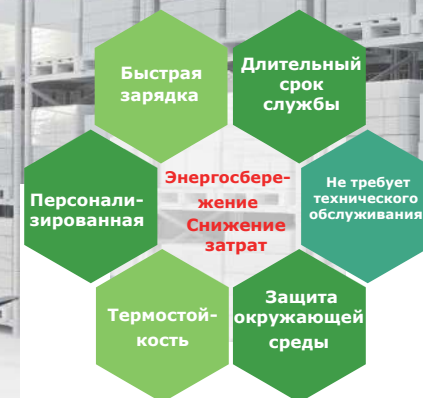 Быстрая
зарядка
Длительный
срок
службы
Персонали-
зированная
Энергосбере-
жение
Снижение
затрат
Не требует
технического
обслуживания
Термостой-
кость
Защита
окружающей
среды